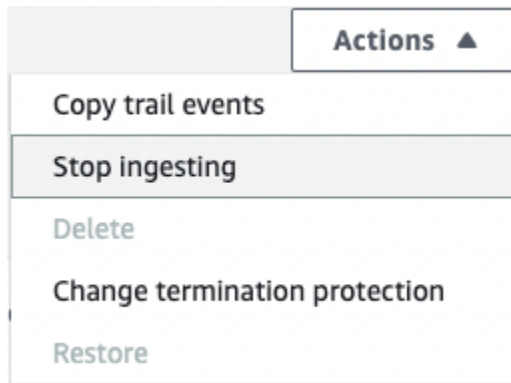 Actions
Copy trail events
Stop ingesting
Delete
Change termination protection
Restore